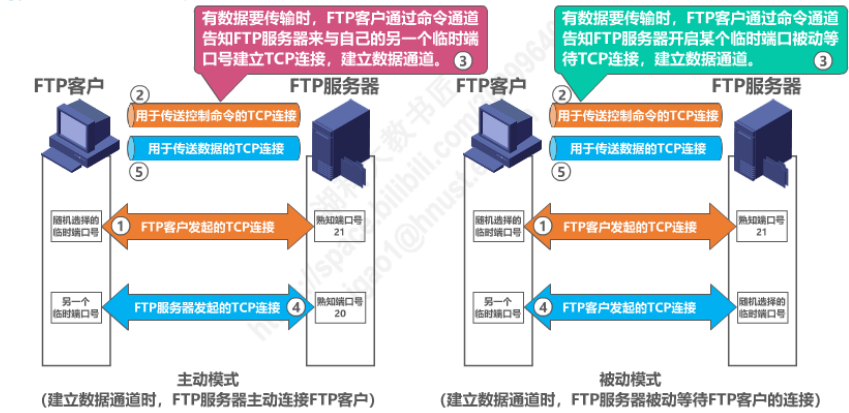 有数据要传输时，FTP客户通过命令通道
告知FTP服务器来与自己的另一个临时端
口号建立TCP连接，建立数据通道。 ③
FTP客户
FTP服务器
②
用于传送控制命令的TCP连接
用于传送数据的TCP连接
⑤
随机选择的
临时端口号
① FTP客户发起的TCP连接
熟知端口号
21
另一个
临时端口号
FTP服务器发起的TCP连接 ④
熟知端口号
20
主动模式
(建立数据通道时，FTP服务器主动连接FTP客户)
有数据要传输时，FTP客户通过命令通道
告知FTP服务器开启某个临时端口被动等
待TCP连接，建立数据通道。 ③
FTP客户
FTP服务器
②
用于传送控制命令的TCP连接
用于传送数据的TCP连接
⑤
随机选择的
临时端口号
① FTP客户发起的TCP连接
熟知端口号
21
另一个
临时端口号
④ FTP客户发起的TCP连接
随机选择的
临时端口号
被动模式
(建立数据通道时，FTP服务器被动等待FTP客户的连接)